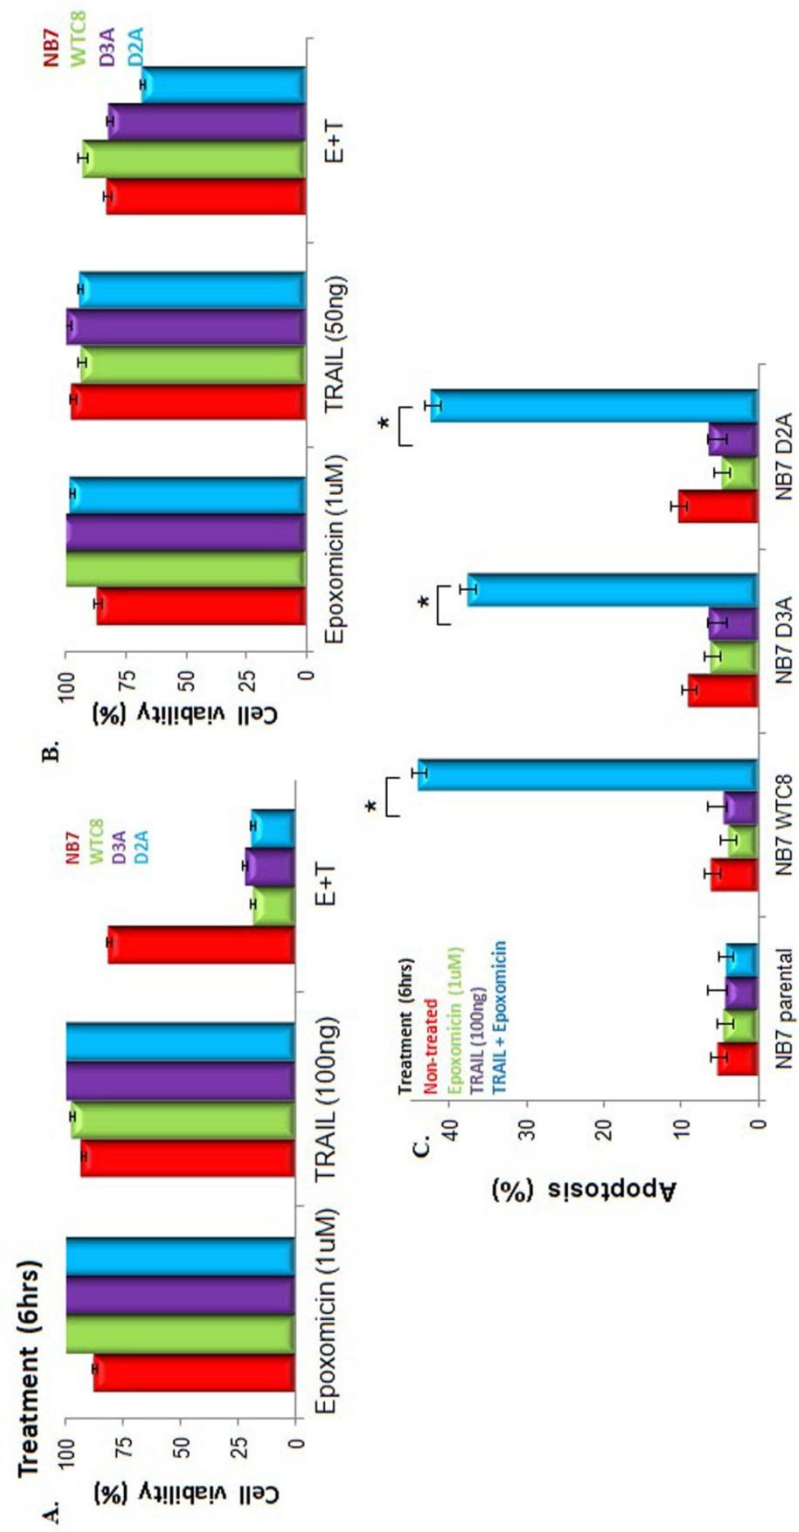 Treatment (6hrs)
A.
Cell viability (%)
100
75
50
25
0
Epoxomicin (1uM)
TRAIL (100ng)
E+T
NB7
WTC8
D3A
D2A
B.
Cell viability (%)
100
75
50
25
0
Epoxomicin (1uM)
TRAIL (50ng)
E+T
NB7
WTC8
D3A
D2A
C.
Apoptosis (%)
40
30
20
10
0
Treatment (6hrs)
Non-treated
Epoxomicin (1uM)
TRAIL (100ng)
TRAIL + Epoxomicin
*
*
*
NB7 parental
NB7 WTC8
NB7 D3A
NB7 D2A